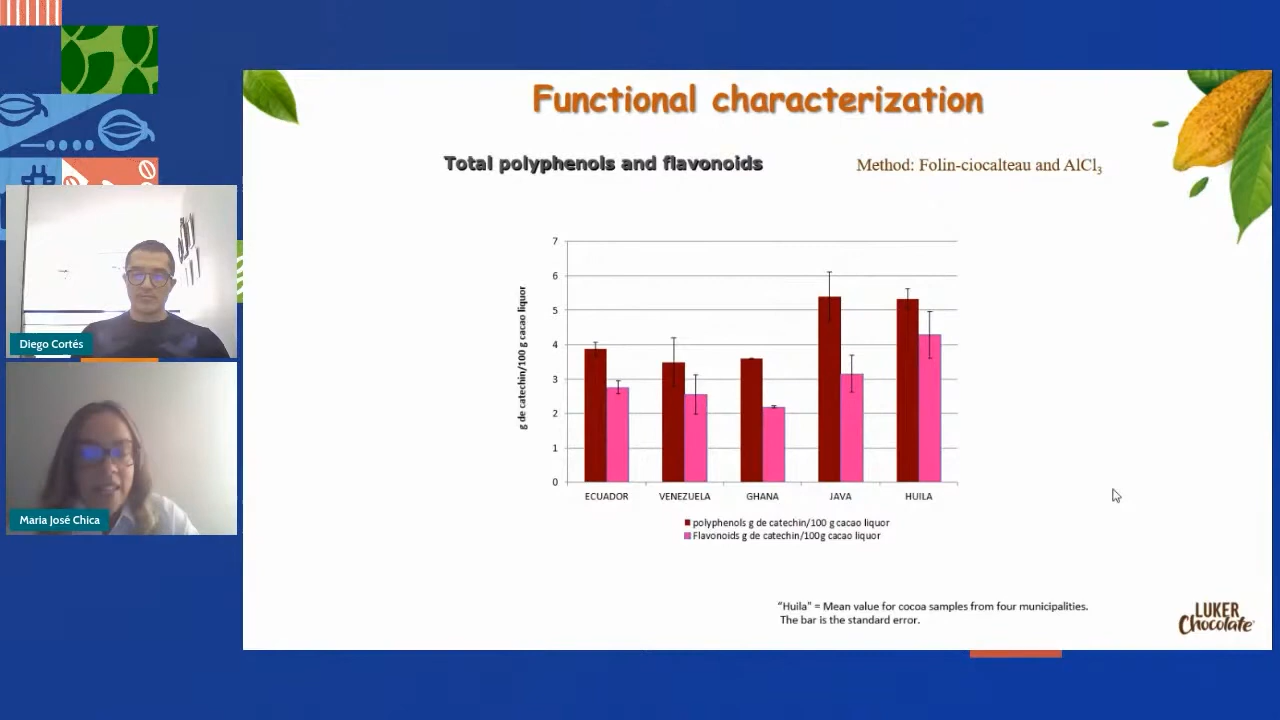 Functional characterization
Total polyphenols and flavonoids
Method: Folin-ciocalteau and AlCl3
g de catechin/100 g cacao liquor
7
6
5
4
3
2
1
0
ECUADOR VENEZUELA GHANA JAVA HUILA
polyphenols g de catechin/100 g cacao liquor
Flavonoids g de catechin/100g cacao liquor
"Huila" = Mean value for cocoa samples from four municipalities.
The bar is the standard error.
LUKER
Chocolate
Diego Cortés
Maria José Chica